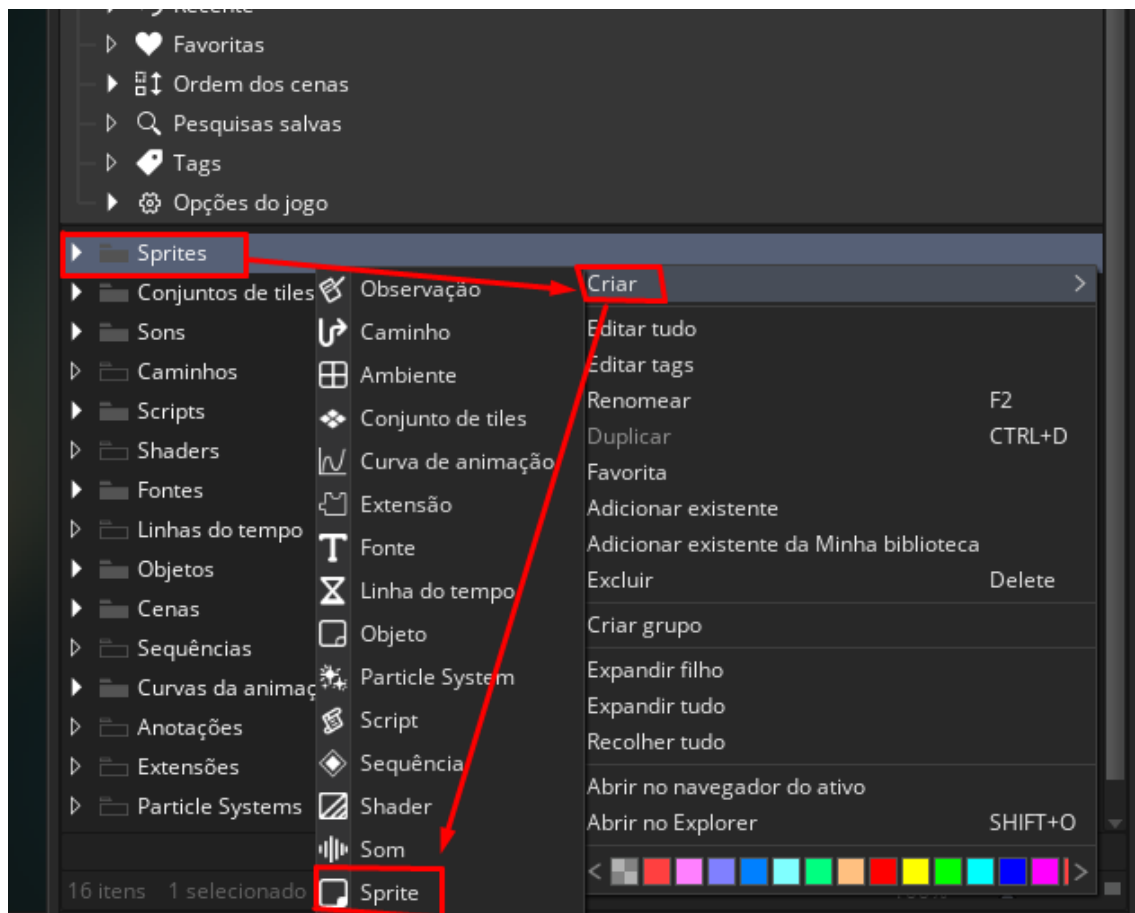 Recente
Favoritas
Ordem dos cenas
Pesquisas salvas
Tags
Opções do jogo
Sprites
Conjuntos de tiles
Sons
Caminhos
Scripts
Shaders
Fontes
Linhas do tempo
Objetos
Cenas
Sequências
Curvas da animaç
Anotações
Extensões
Particle Systems
16 itens 1 selecionado
Observação
Caminho
Ambiente
Conjunto de tiles
Curva de animação
Extensão
Fonte
Linha do tempo
Objeto
Particle System
Script
Sequência
Shader
Som
Sprite
Criar
Editar tudo
Editar tags
Renomear F2
Duplicar CTRL+D
Favorita
Adicionar existente
Adicionar existente da Minha biblioteca
Excluir Delete
Criar grupo
Expandir filho
Expandir tudo
Recolher tudo
Abrir no navegador do ativo
Abrir no Explorer SHIFT+O